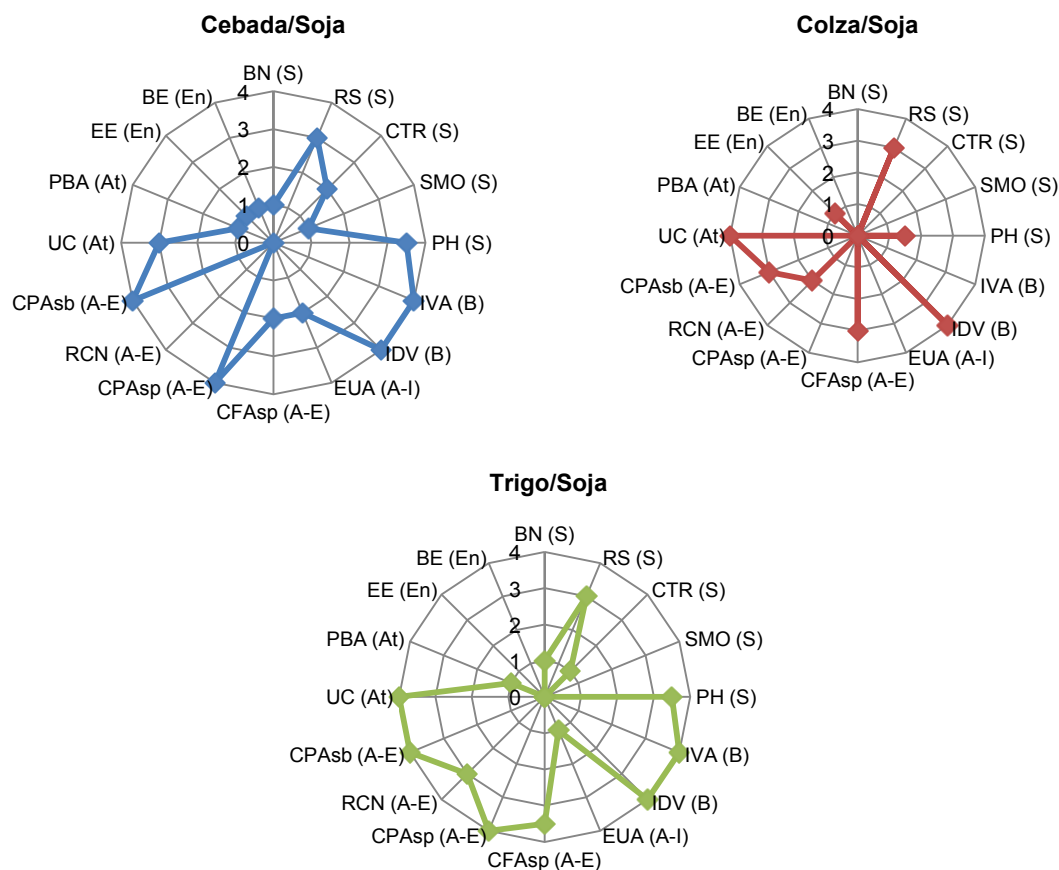 Cebada/Soja
BN (S)
RS (S)
CTR (S)
SMO (S)
PH (S)
IVA (B)
IDV (B)
EUA (A-I)
CFAsp (A-E)
CPAsp (A-E)
RCN (A-E)
CPAsb (A-E)
UC (At)
PBA (At)
EE (En)
BE (En)
4
3
2
1
0
Colza/Soja
BN (S)
RS (S)
CTR (S)
SMO (S)
PH (S)
IVA (B)
IDV (B)
EUA (A-I)
CFAsp (A-E)
CPAsp (A-E)
RCN (A-E)
CPAsb (A-E)
UC (At)
PBA (At)
EE (En)
BE (En)
4
3
2
1
0
Trigo/Soja
BN (S)
RS (S)
CTR (S)
SMO (S)
PH (S)
IVA (B)
IDV (B)
EUA (A-I)
CFAsp (A-E)
CPAsp (A-E)
RCN (A-E)
CPAsb (A-E)
UC (At)
PBA (At)
EE (En)
BE (En)
4
3
2
1
0